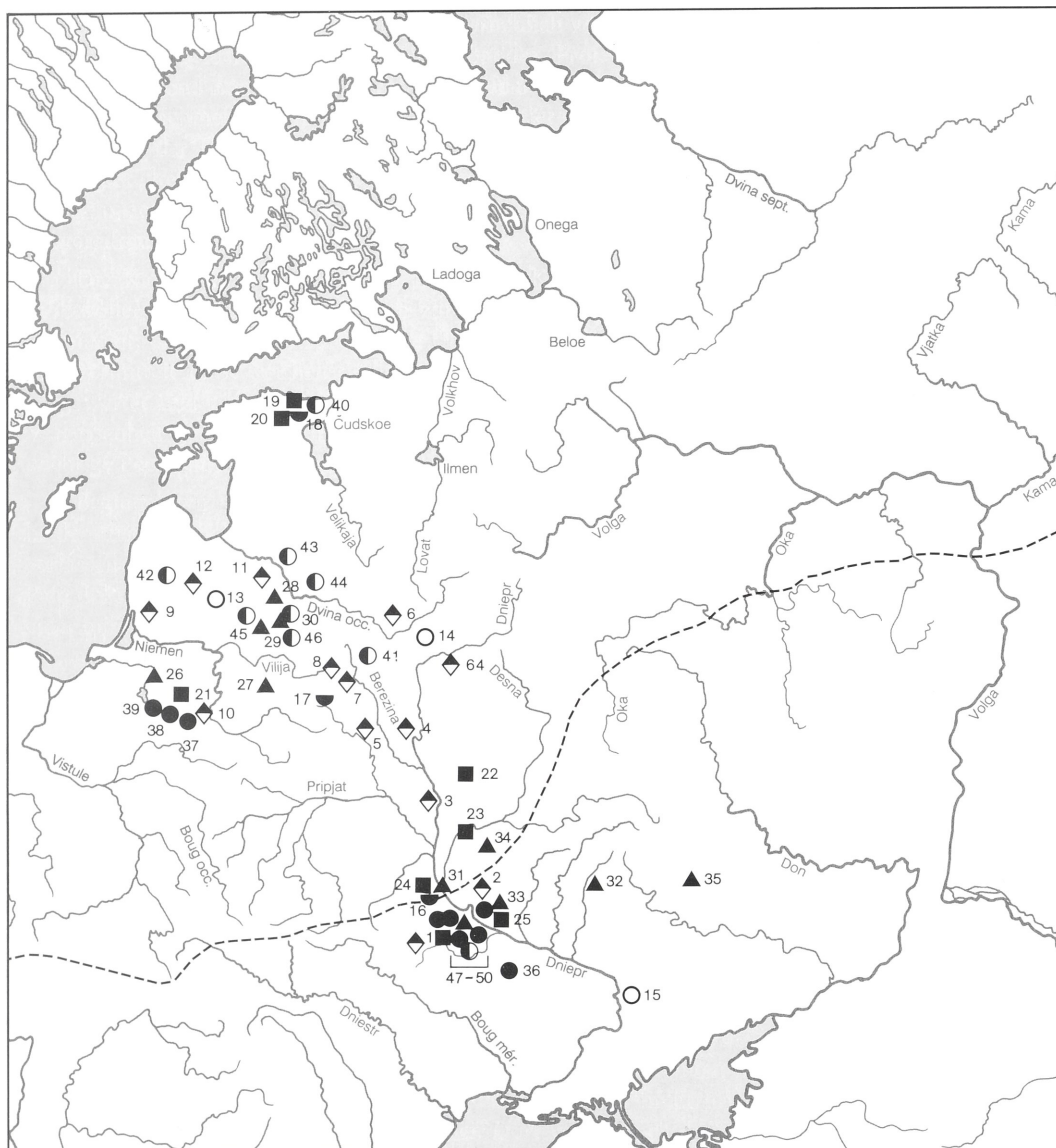 Dvina sept.
Onega
Kama
Ladoga
Vjatka
Beloe
Volkhov
19
40
20
18
Čudskoe
Ilmen
Kama
Velikaja
Volga
Oka
Lovat
43
12
11
42
44
28
13
Dniepr
9
Dvina occ.
6
30
14
45
29
46
Niemen
8
41
64
Vilija
Desna
26
27
7
Berezina
Oka
21
17
Volga
39
10
38
37
5
4
Vistule
22
Pripjat
3
23
34
Boug occ.
Don
31
2
24
32
35
33
16
25
1
Dniepr
47-50
36
15
Dniestr
Boug mér.